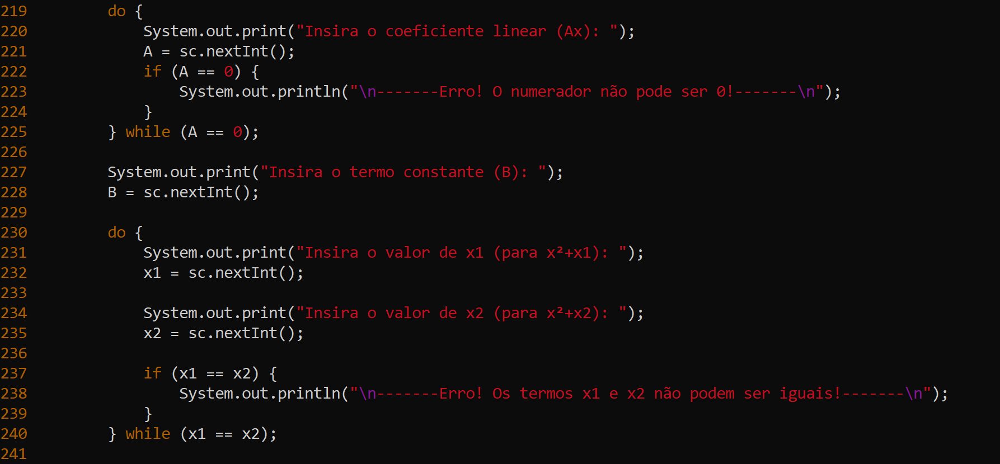 219         do {
220             System.out.print("Insira o coeficiente linear (Ax): ");
221             A = sc.nextInt();
222             if (A == 0) {
223                 System.out.println("\n-------Erro! O numerador não pode ser 0!-------\n");
224             }
225         } while (A == 0);
226
227         System.out.print("Insira o termo constante (B): ");
228         B = sc.nextInt();
229
230         do {
231             System.out.print("Insira o valor de x1 (para x²+x1): ");
232             x1 = sc.nextInt();
233
234             System.out.print("Insira o valor de x2 (para x²+x2): ");
235             x2 = sc.nextInt();
236
237             if (x1 == x2) {
238                 System.out.println("\n-------Erro! Os termos x1 e x2 não podem ser iguais!-------\n");
239             }
240         } while (x1 == x2);
241